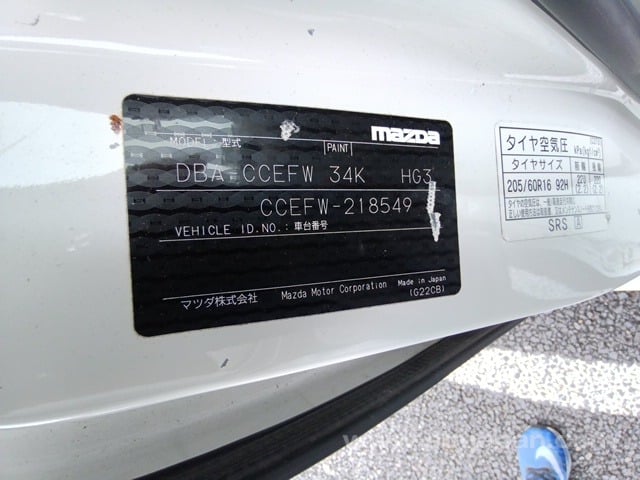 mazda
MODEL: 型式 PAINT
DBA-CCEFW 34K HG3
CCEFW-218549
VEHICLE ID.NO.: 車台番号
マツダ株式会社 Mazda Motor Corporation Made in Japan
(G22CB)
タイヤ空気圧
タイヤサイズ
205/60R16 92H
SRS A